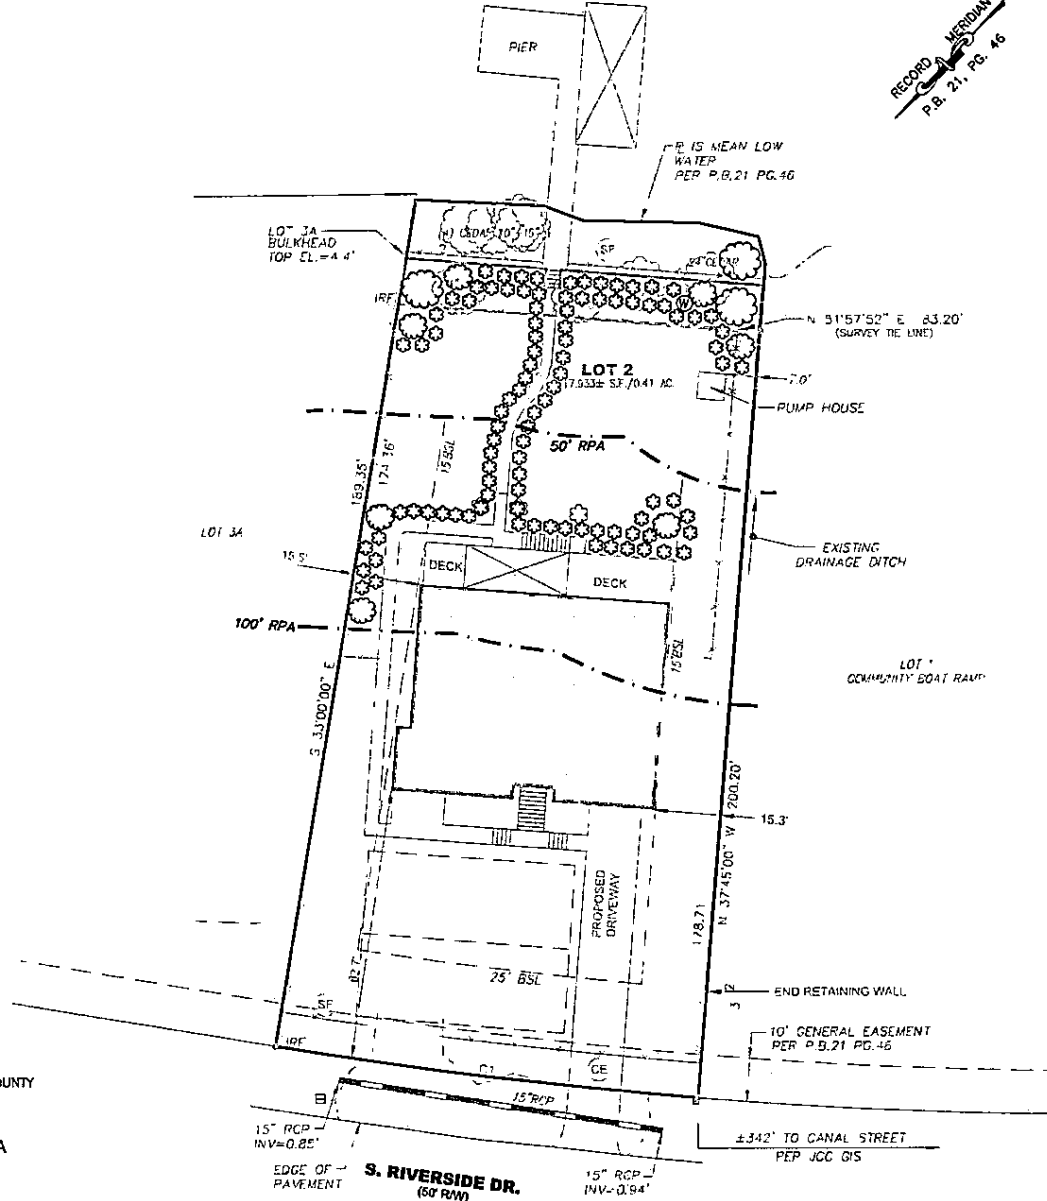 RECORD MERIDIAN
P.B. 21, PG. 46
PIER
IS MEAN LOW
WATER
PER P.B.21 PG.46
LOT 3A
BULKHEAD
TOP EL.=4.4'
SF
IRF
W
N 51°57'52" E 83.20'
(SURVEY TIE LINE)
LOT 2
17,933± S.F./0.41 AC.
7.0'
PUMP HOUSE
50' RPA
15 BSL
189.35'
174.36'
LOT 3A
EXISTING
DRAINAGE DITCH
15.5'
DECK
DECK
100' RPA
15'BSL
LOT
COMMUNITY BOAT RAMP
S 33°00'00" E
N 37°45'00" W 200.20'
15.3'
PROPOSED
DRIVEWAY
178.71
25' BSL
END RETAINING WALL
SF
10' GENERAL EASEMENT
PER P.B.21 PG.46
IRF
CE
15"RCP
15" RCP
INV=0.85'
±342' TO CANAL STREET
PER JCC GIS
EDGE OF
PAVEMENT
S. RIVERSIDE DR.
(50' R/W)
15" RCP
INV=0.94'